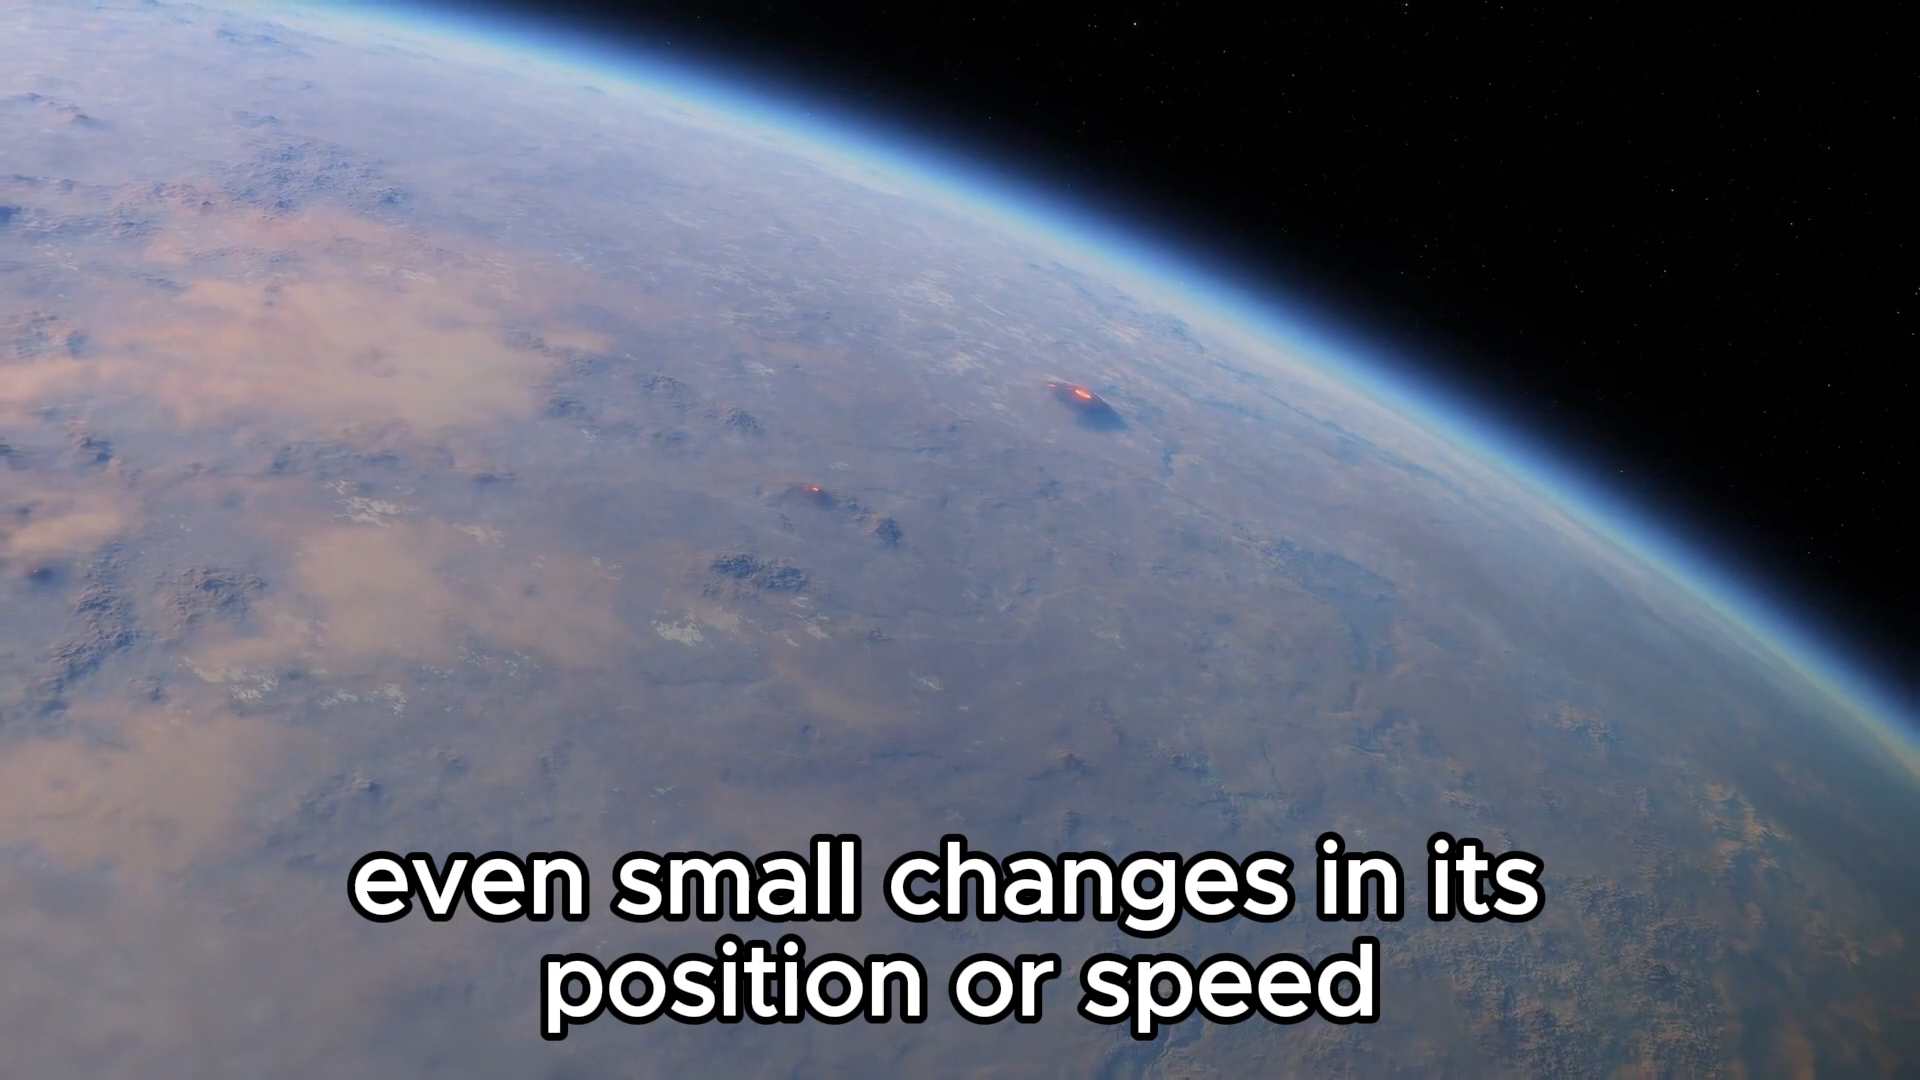 even small changes in its
position or speed